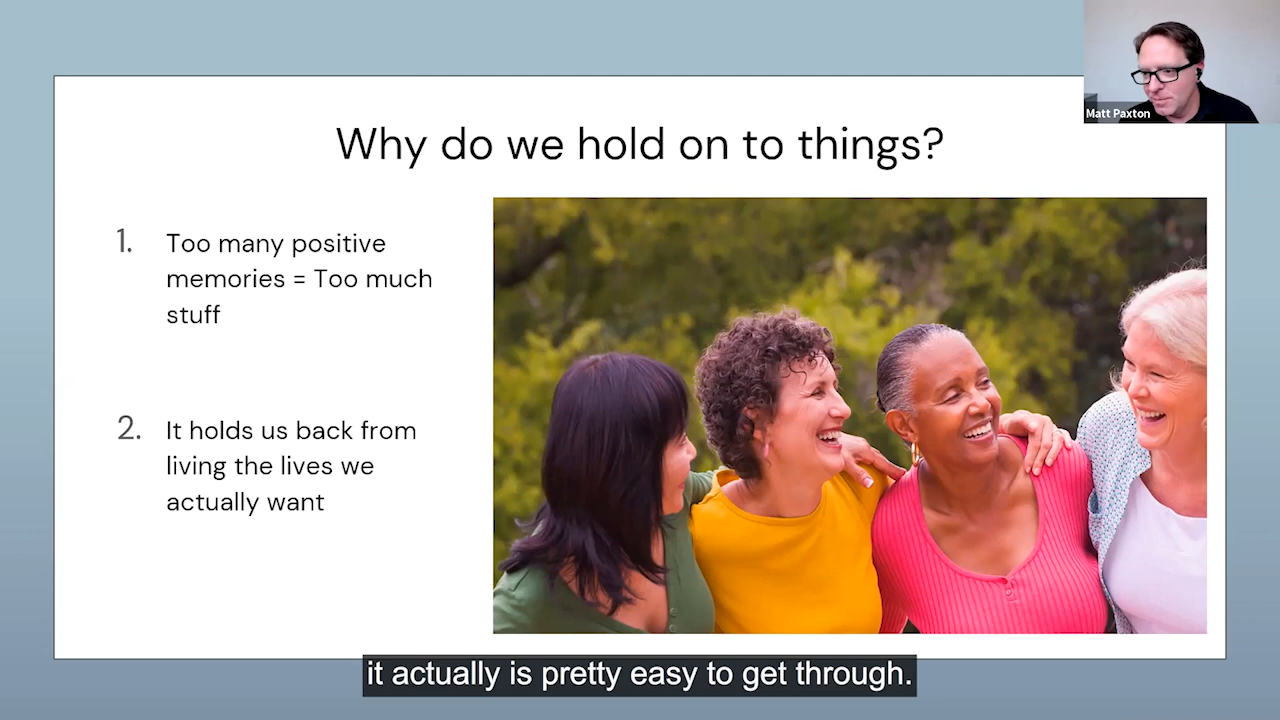 Matt Paxton
Why do we hold on to things?
1. Too many positive
memories = Too much
stuff
2. It holds us back from
living the lives we
actually want
it actually is pretty easy to get through.